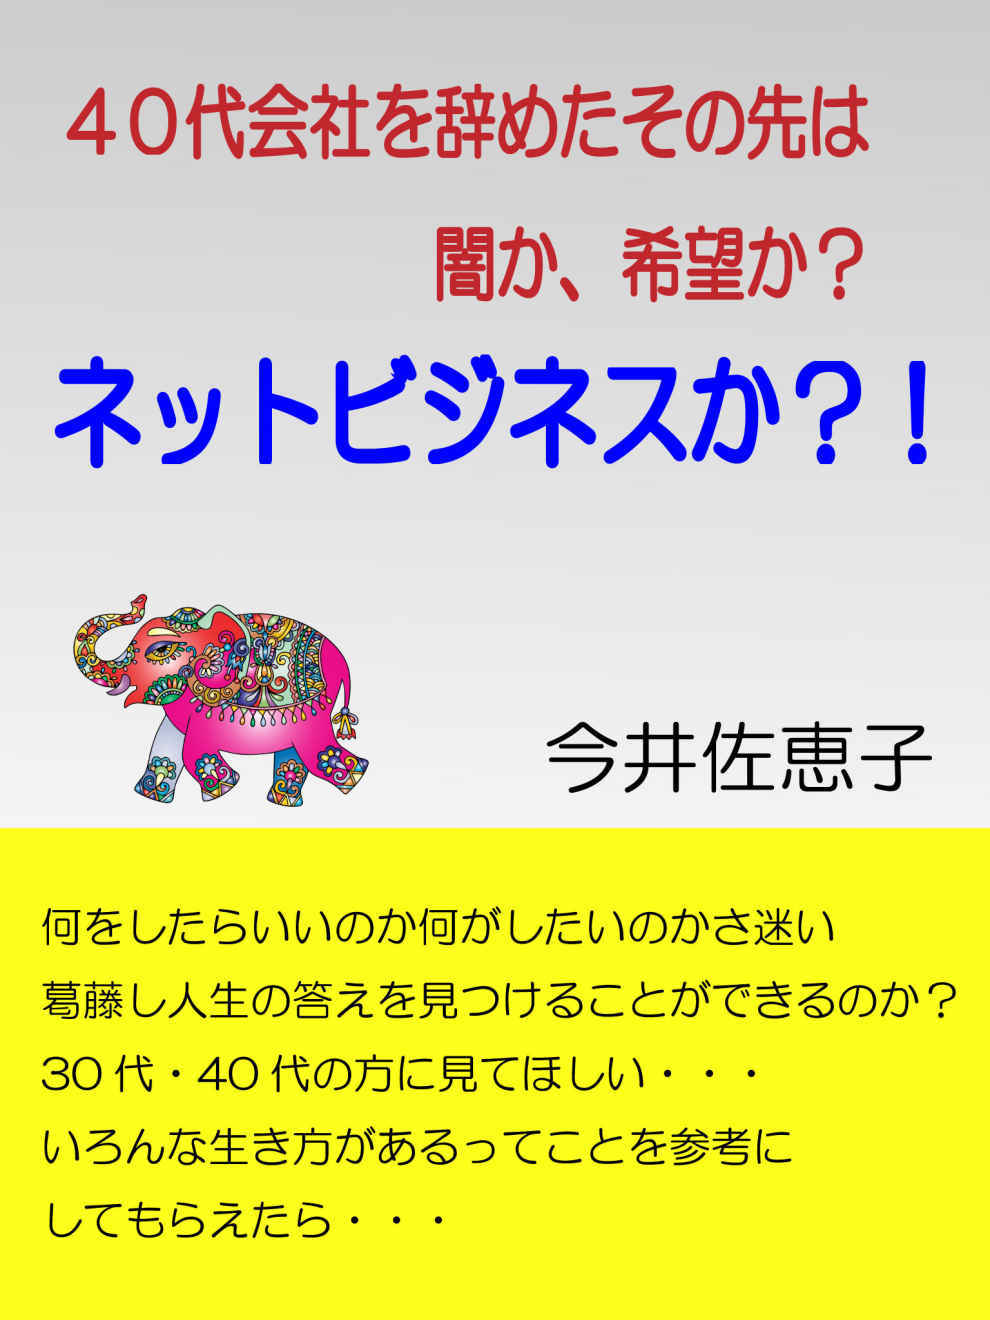 ４０代会社を辞めたその先は
闇か、希望か？
ネットビジネスか？！
今井佐恵子
何をしたらいいのか何がしたいのかさ迷い
葛藤し人生の答えを見つけることができるのか？
30代・40代の方に見てほしい・・・
いろんな生き方があるってことを参考に
してもらえたら・・・